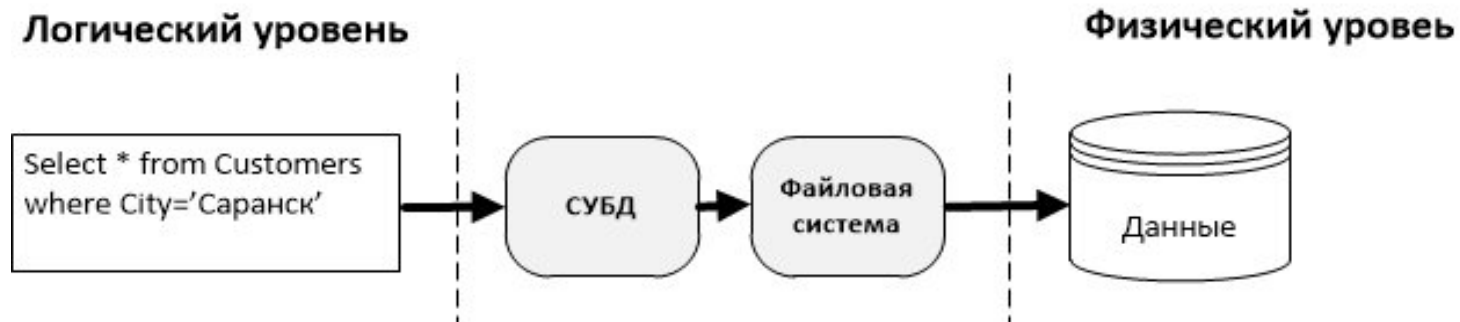 Логический уровень
Физический уровеь
Select * from Customers
where City=’Саранск’
СУБД
Файловая
система
Данные